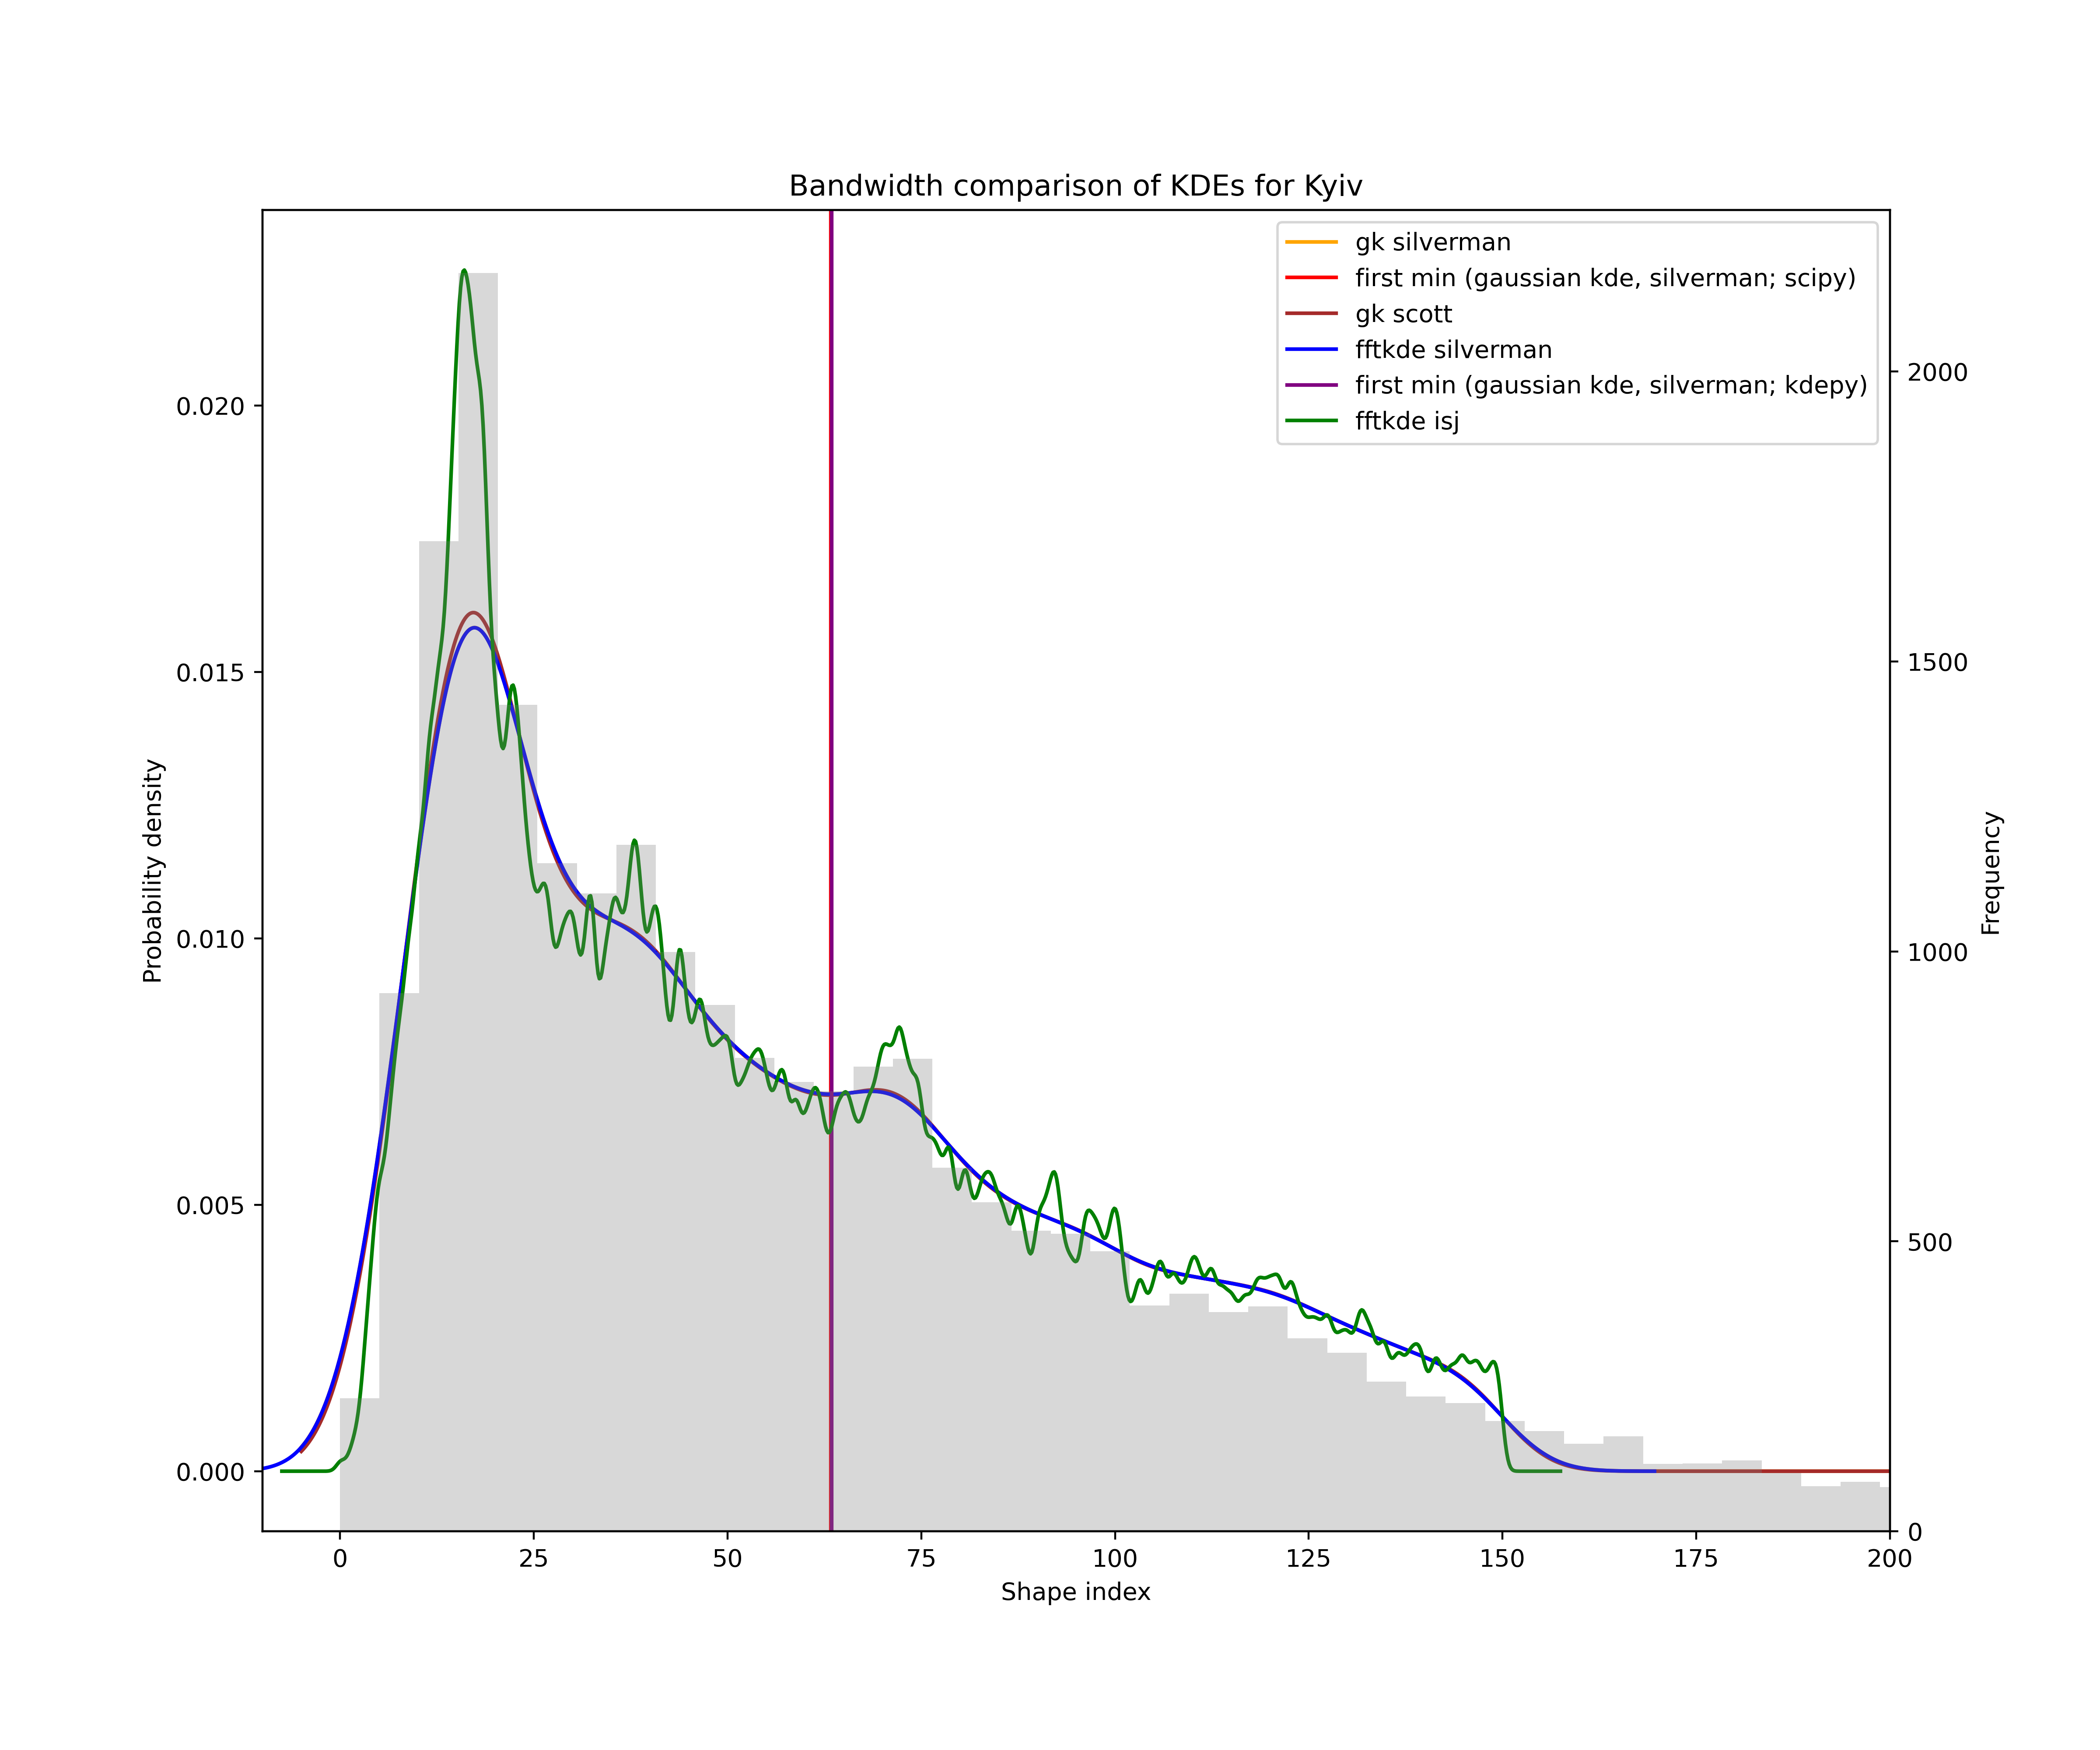 Bandwidth comparison of KDEs for Kyiv
gk silverman
first min (gaussian kde, silverman; scipy)
gk scott
fftkde silverman
first min (gaussian kde, silverman; kdepy)
fftkde isj
0.020
0.015
0.010
0.005
0.000
Probability density
2000
1500
1000
500
0
Frequency
0 25 50 75 100 125 150 175 200
Shape index